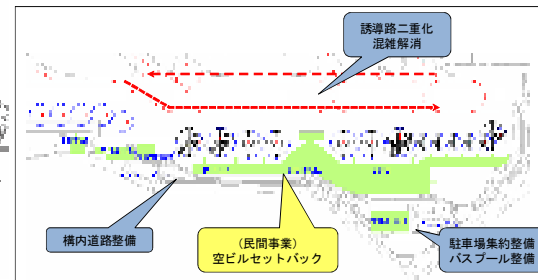 誘導路二重化
混雑解消
構内道路整備
(民間事業)
空ビルセットバック
駐車場集約整備
バスプール整備